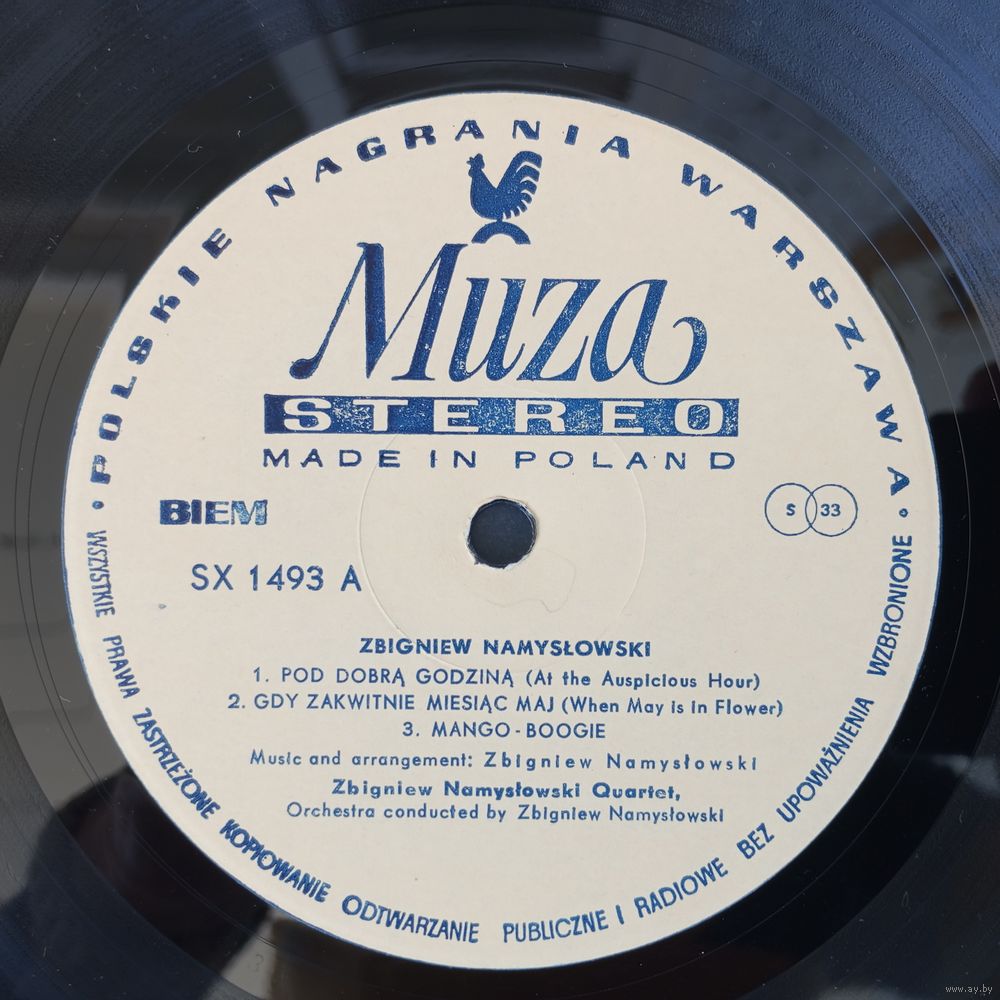 • POLSKIE NAGRANIA WARSZAWA •
Muza
STEREO
MADE IN POLAND
BIEM
S 33
SX 1493 A
ZBIGNIEW NAMYSŁOWSKI
1. POD DOBRĄ GODZINĄ (At the Auspicious Hour)
2. GDY ZAKWITNIE MIESIĄC MAJ (When May is in Flower)
3. MANGO-BOOGIE
Music and arrangement: Zbigniew Namysłowski
Zbigniew Namysłowski Quartet,
Orchestra conducted by Zbigniew Namysłowski
WSZYSTKIE PRAWA ZASTRZEŻONE KOPIOWANIE ODTWARZANIE PUBLICZNE I RADIOWE BEZ UPOWAŻNIENIA WZBRONIONE
www.ay.by